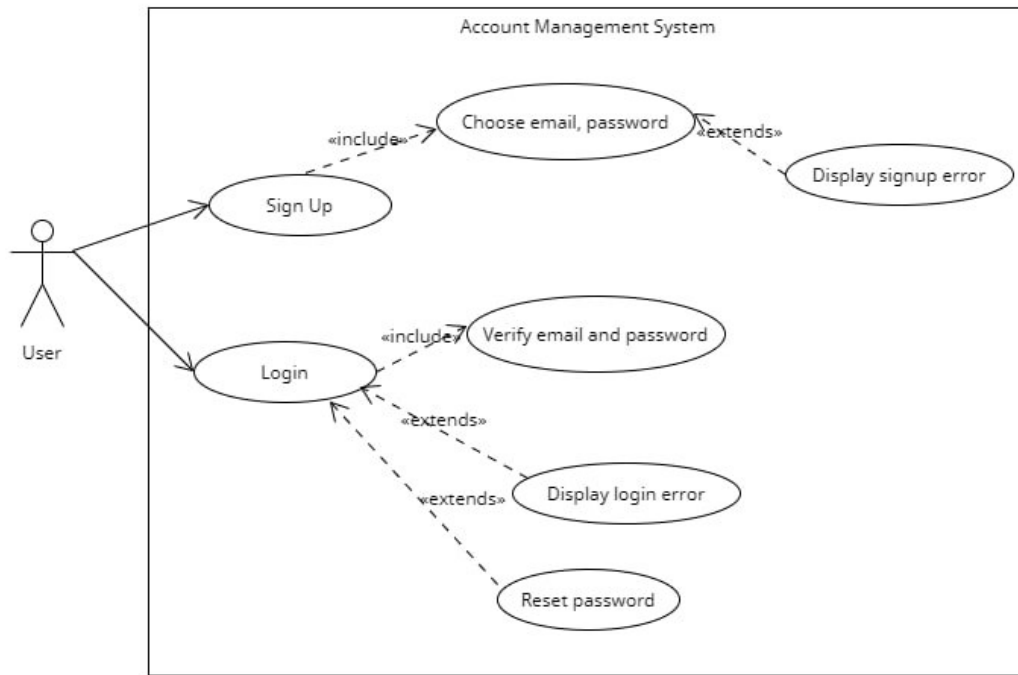 Account Management System
Choose email, password
«include»
«extends»
Display signup error
Sign Up
User
Verify email and password
«include»
Login
«extends»
Display login error
«extends»
Reset password